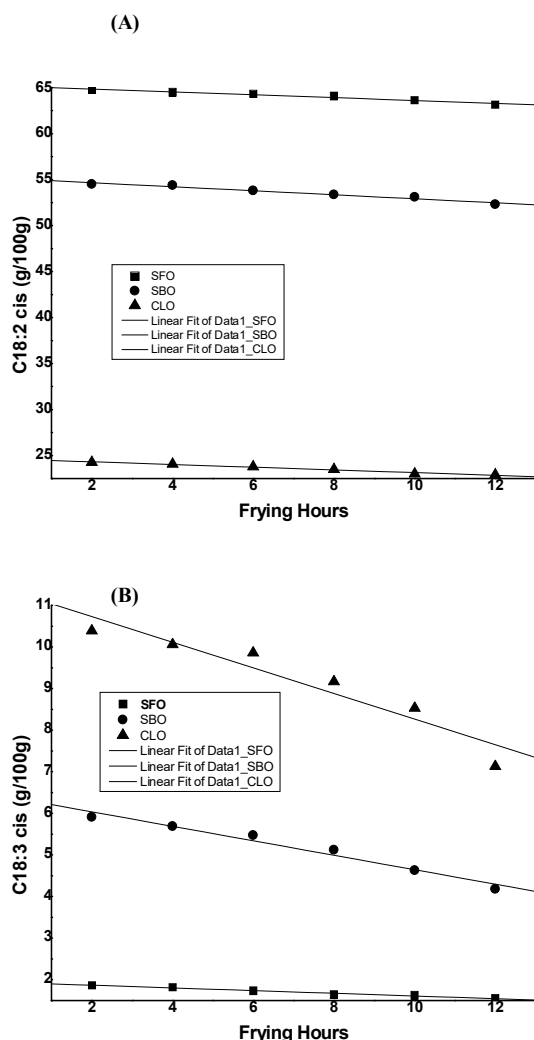 (A)
65
60
55
50
45
40
35
30
25
C18:2 cis (g/100g)
SFO
SBO
CLO
Linear Fit of Data1_SFO
Linear Fit of Data1_SBO
Linear Fit of Data1_CLO
2 4 6 8 10 12
Frying Hours
(B)
11
10
9
8
7
6
5
4
2
C18:3 cis (g/100g)
SFO
SBO
CLO
Linear Fit of Data1_SFO
Linear Fit of Data1_SBO
Linear Fit of Data1_CLO
2 4 6 8 10 12
Frying Hours